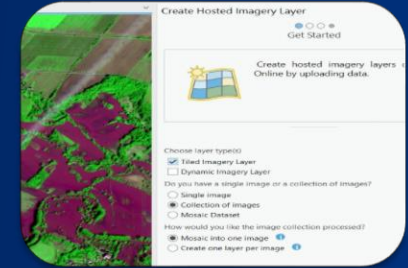 Create Hosted Imagery Layer
Get Started
Create hosted imagery layers
Online by uploading data.
Choose layer type(s)
Tiled Imagery Layer
Dynamic Imagery Layer
Do you have a single image or a collection of images?
Single image
Collection of images
Mosaic Dataset
How would you like the image collection processed?
Mosaic into one image
Create one layer per image